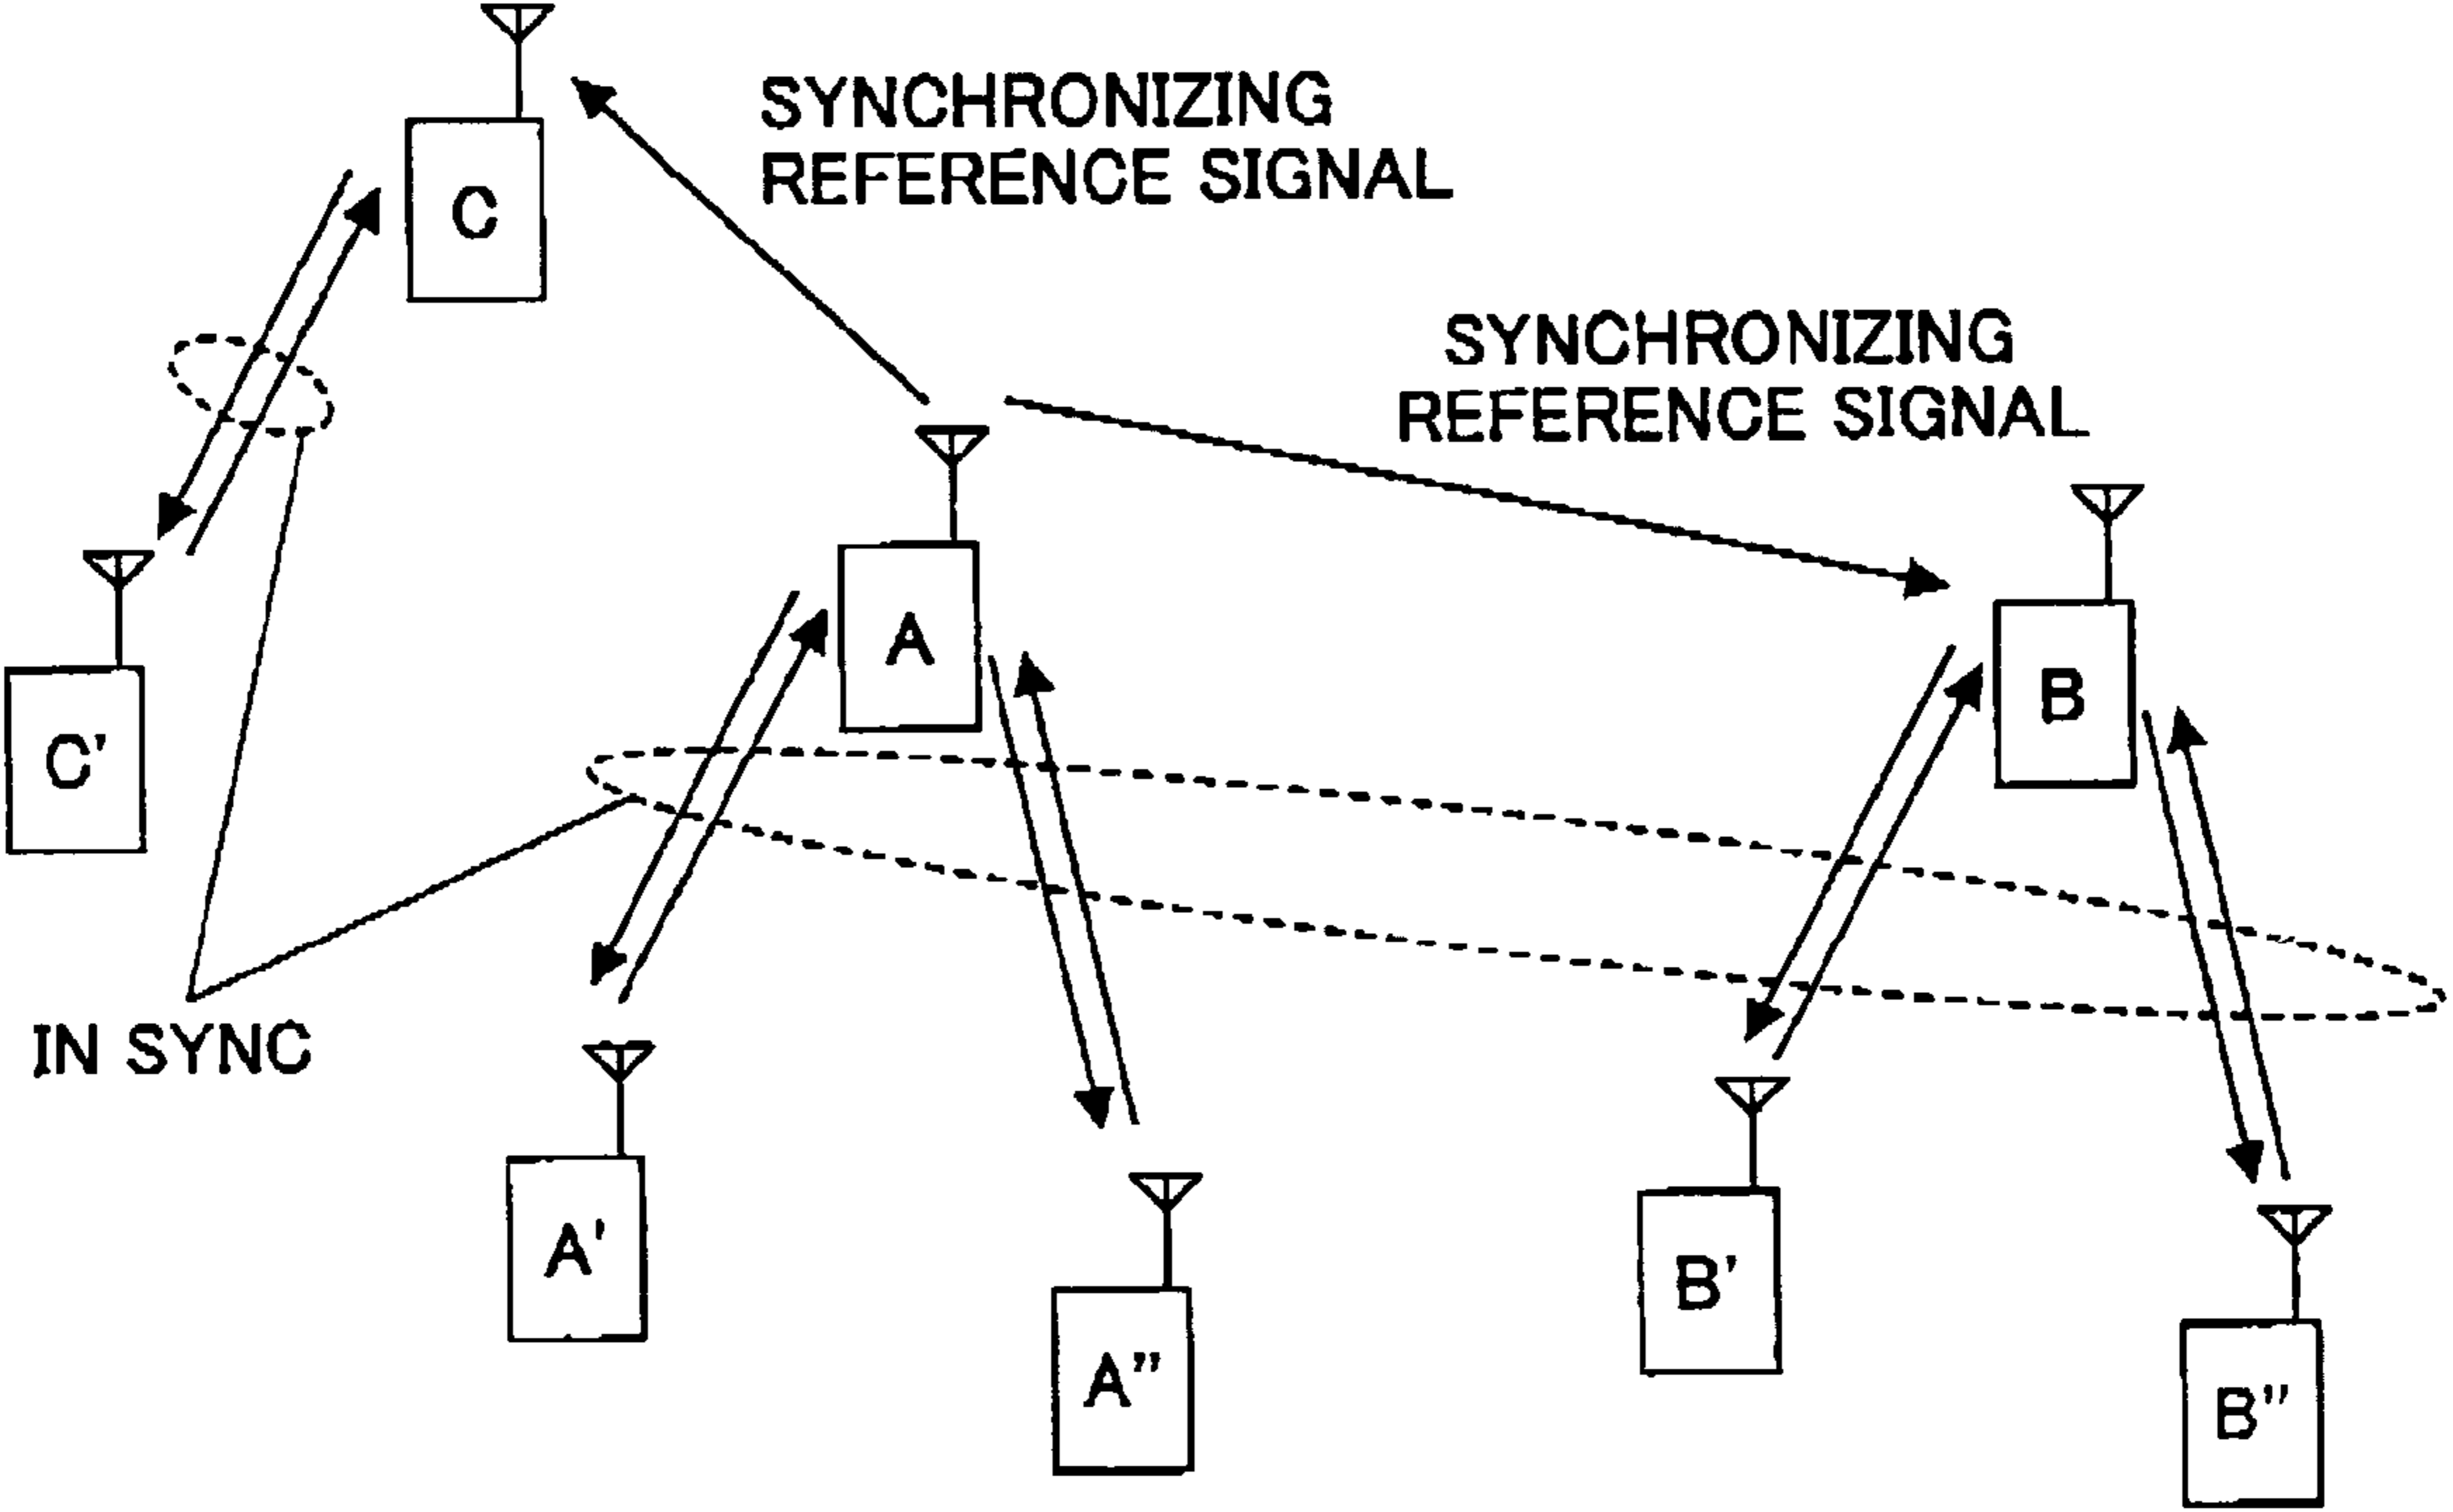 SYNCHRONIZING
REFERENCE SIGNAL
C
SYNCHRONIZING
REFERENCE SIGNAL
A
B
C'
IN SYNC
A'
B'
A"
B"